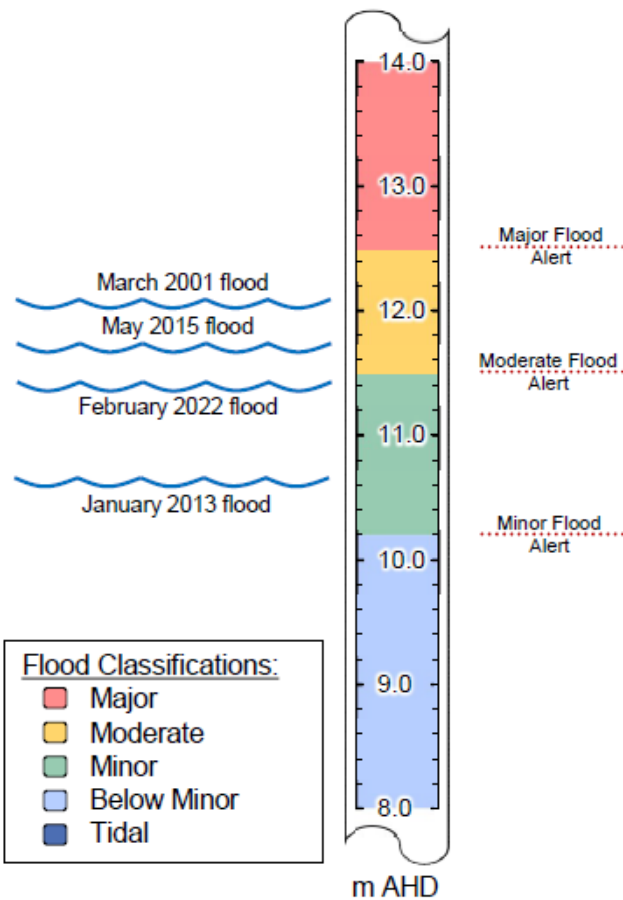 14.0
13.0
Major Flood
Alert
March 2001 flood
12.0
May 2015 flood
Moderate Flood
Alert
February 2022 flood
11.0
January 2013 flood
Minor Flood
Alert
10.0
Flood Classifications:
Major
Moderate
Minor
Below Minor
Tidal
9.0
8.0
m AHD